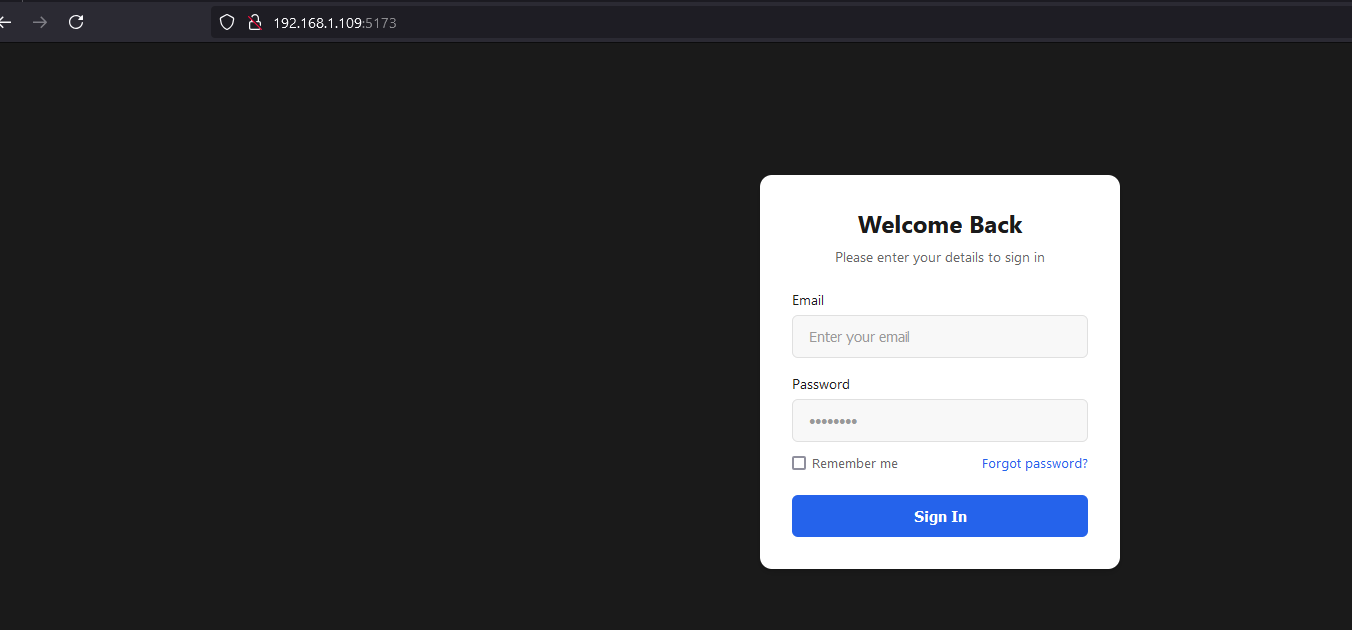 192.168.1.109:5173
Welcome Back
Please enter your details to sign in
Email
Enter your email
Password
••••••••
Remember me Forgot password?
Sign In